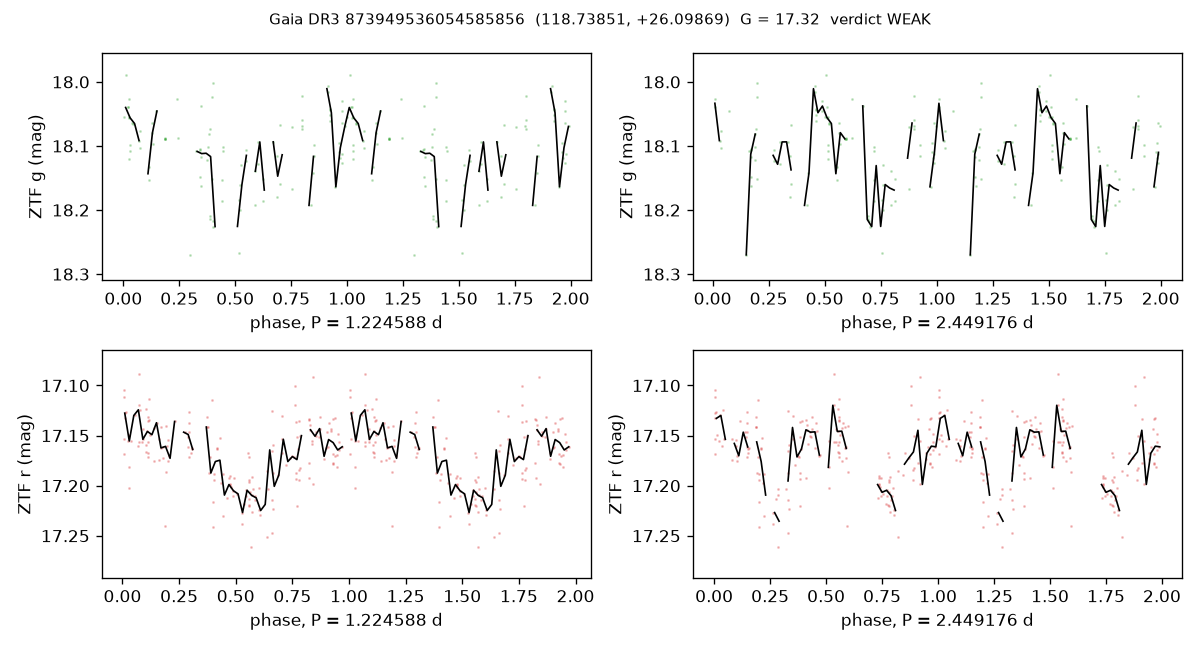 Gaia DR3 873949536054585856  (118.73851, +26.09869)  G = 17.32  verdict WEAK
ZTF g (mag)
18.0
18.1
18.2
18.3
0.00 0.25 0.50 0.75 1.00 1.25 1.50 1.75 2.00
phase, P = 1.224588 d
ZTF g (mag)
18.0
18.1
18.2
18.3
0.00 0.25 0.50 0.75 1.00 1.25 1.50 1.75 2.00
phase, P = 2.449176 d
ZTF r (mag)
17.10
17.15
17.20
17.25
0.00 0.25 0.50 0.75 1.00 1.25 1.50 1.75 2.00
phase, P = 1.224588 d
ZTF r (mag)
17.10
17.15
17.20
17.25
0.00 0.25 0.50 0.75 1.00 1.25 1.50 1.75 2.00
phase, P = 2.449176 d